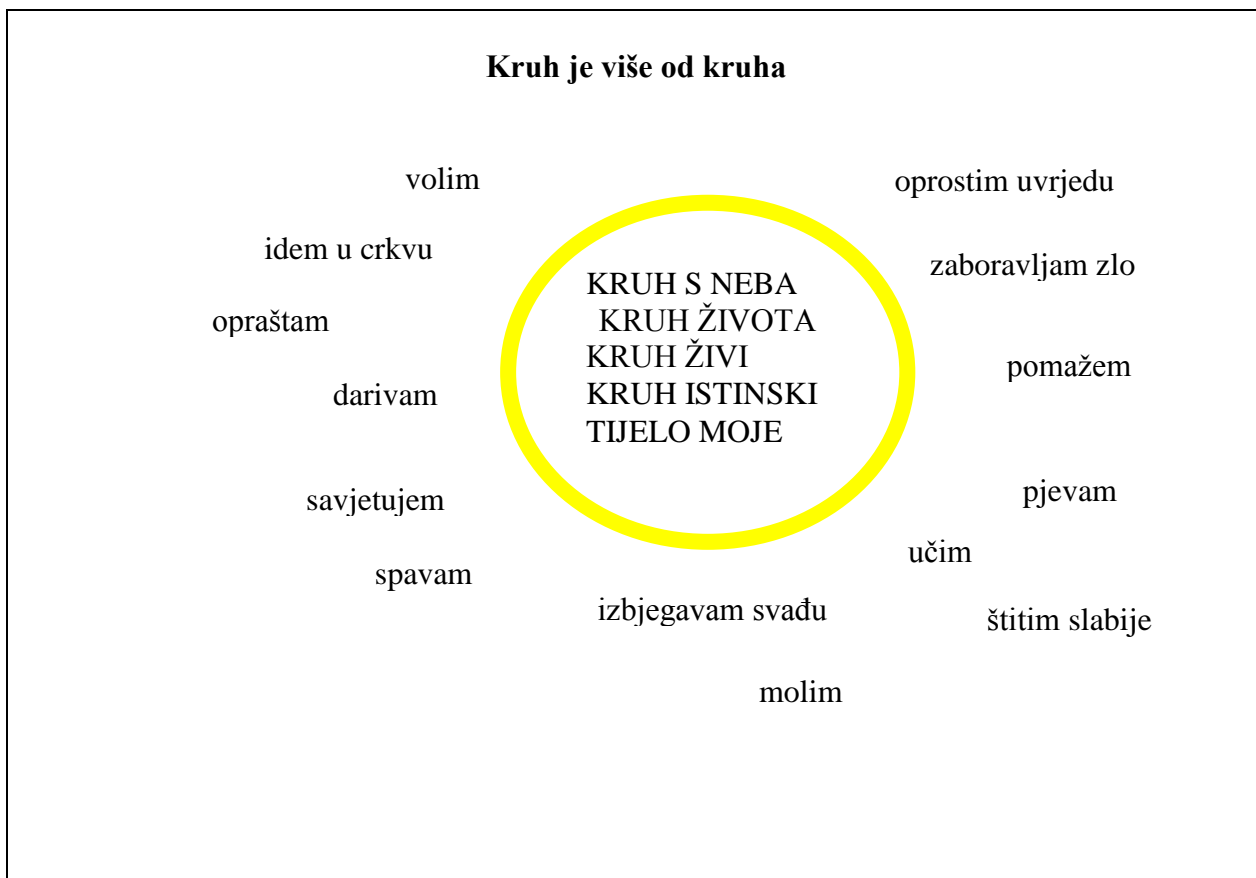 Kruh je više od kruha
volim
oprostim uvrjedu
idem u crkvu
zaboravljam zlo
KRUH S NEBA
KRUH ŽIVOTA
KRUH ŽIVI
KRUH ISTINSKI
TIJELO MOJE
opraštam
pomažem
darivam
savjetujem
pjevam
učim
spavam
izbjegavam svađu
štitim slabije
molim